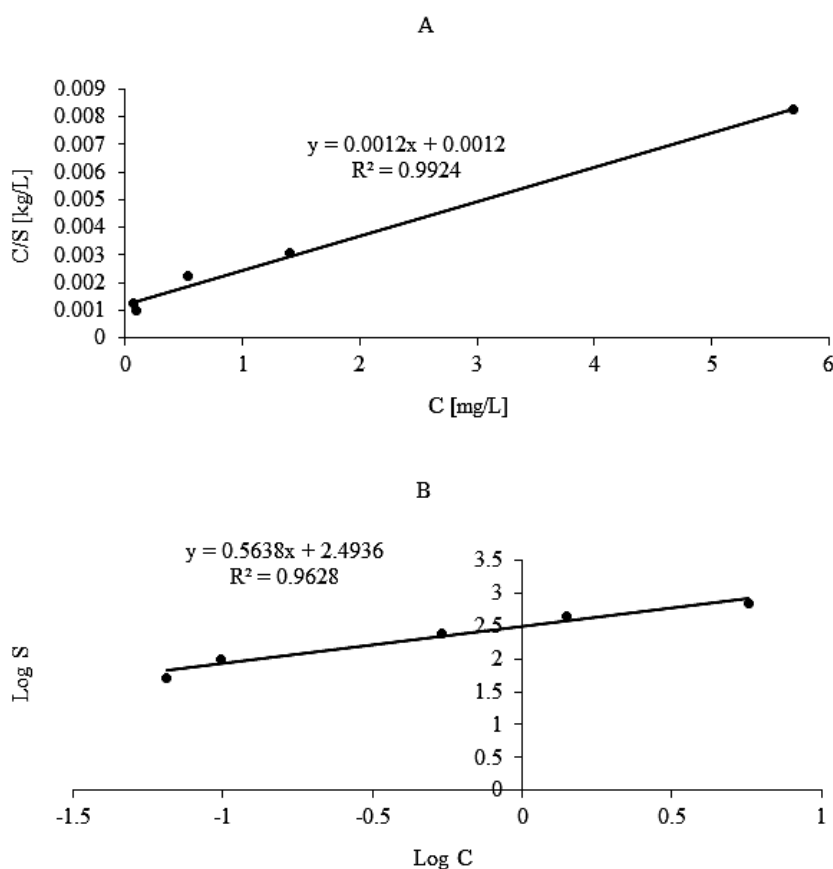 A
0.009
0.008
0.007
0.006
0.005
0.004
0.003
0.002
0.001
0
y = 0.0012x + 0.0012
R² = 0.9924
C/S [kg/L]
0 1 2 3 4 5 6
C [mg/L]
B
y = 0.5638x + 2.4936
R² = 0.9628
3.5
3
2.5
2
1.5
1
0.5
0
Log S
-1.5 -1 -0.5 0 0.5 1
Log C